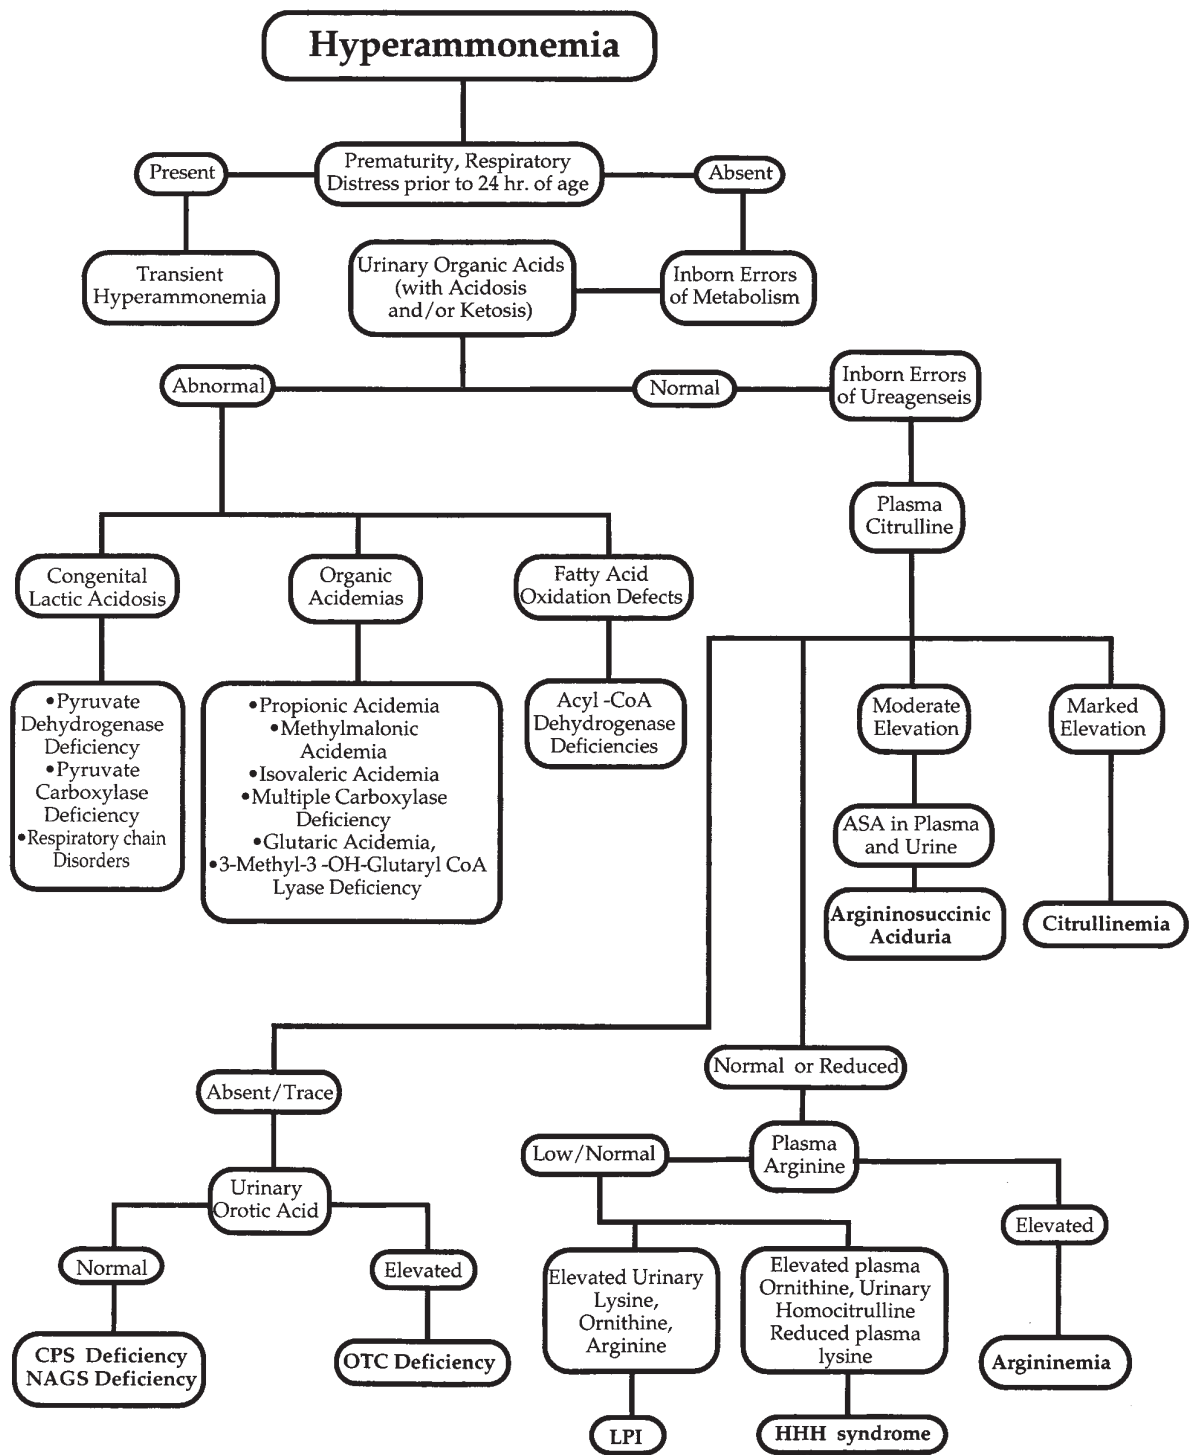 Hyperammonemia
Present
Prematurity, Respiratory
Distress prior to 24 hr. of age
Absent
Transient
Hyperammonemia
Urinary Organic Acids
(with Acidosis
and/or Ketosis)
Inborn Errors
of Metabolism
Abnormal
Normal
Inborn Errors
of Ureagenseis
Plasma
Citrulline
Congenital
Lactic Acidosis
Organic
Acidemias
Fatty Acid
Oxidation Defects
•Pyruvate
Dehydrogenase
Deficiency
•Pyruvate
Carboxylase
Deficiency
•Respiratory chain
Disorders
•Propionic Acidemia
•Methylmalonic
Acidemia
•Isovaleric Acidemia
•Multiple Carboxylase
Deficiency
•Glutaric Acidemia,
•3-Methyl-3 -OH-Glutaryl CoA
Lyase Deficiency
Acyl -CoA
Dehydrogenase
Deficiencies
Moderate
Elevation
Marked
Elevation
ASA in Plasma
and Urine
Argininosuccinic
Aciduria
Citrullinemia
Absent/Trace
Normal or Reduced
Urinary
Orotic Acid
Low/Normal
Plasma
Arginine
Normal
Elevated
Elevated
Elevated Urinary
Lysine,
Ornithine,
Arginine
Elevated plasma
Ornithine, Urinary
Homocitrulline
Reduced plasma
lysine
CPS Deficiency
NAGS Deficiency
OTC Deficiency
Argininemia
LPI
HHH syndrome